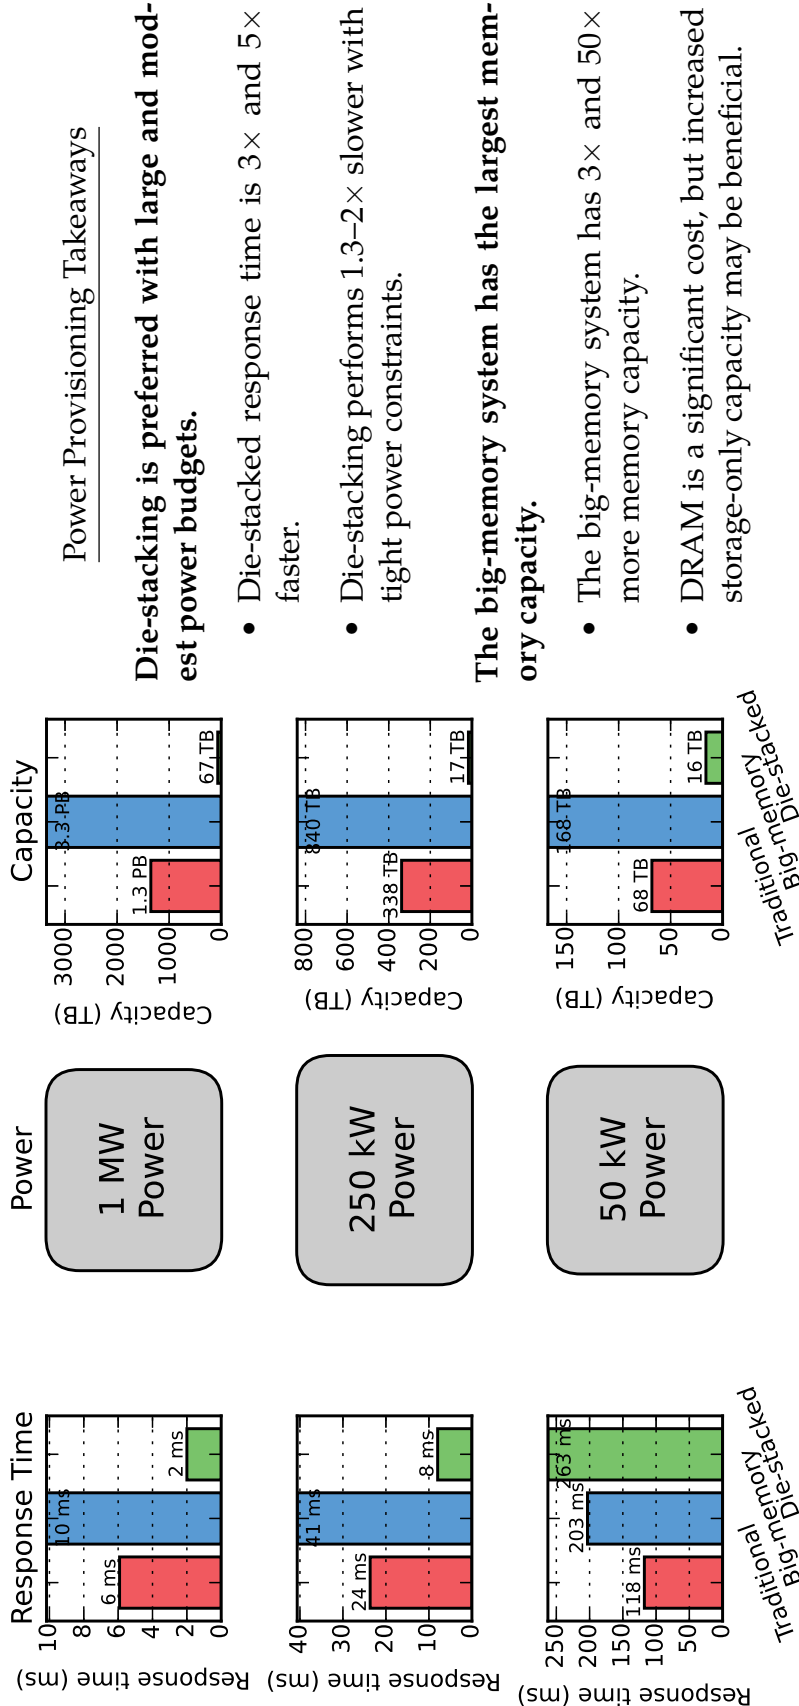 Response Time
Power
Capacity
Response time (ms)
10
8
6
4
2
0
6 ms
10 ms
2 ms
1 MW
Power
Capacity (TB)
3000
2000
1000
0
1.3 PB
3.3 PB
67 TB
Response time (ms)
40
30
20
10
0
24 ms
41 ms
8 ms
250 kW
Power
Capacity (TB)
800
600
400
200
0
338 TB
840 TB
17 TB
Response time (ms)
250
200
150
100
50
0
118 ms
203 ms
263 ms
Traditional
Big-memory
Die-stacked
50 kW
Power
Capacity (TB)
150
100
50
0
68 TB
168 TB
16 TB
Traditional
Big-memory
Die-stacked
Power Provisioning Takeaways
Die-stacking is preferred with large and mod-
est power budgets.
• Die-stacked response time is 3× and 5×
faster.
• Die-stacking performs 1.3–2× slower with
tight power constraints.
The big-memory system has the largest mem-
ory capacity.
• The big-memory system has 3× and 50×
more memory capacity.
• DRAM is a significant cost, but increased
storage-only capacity may be beneficial.